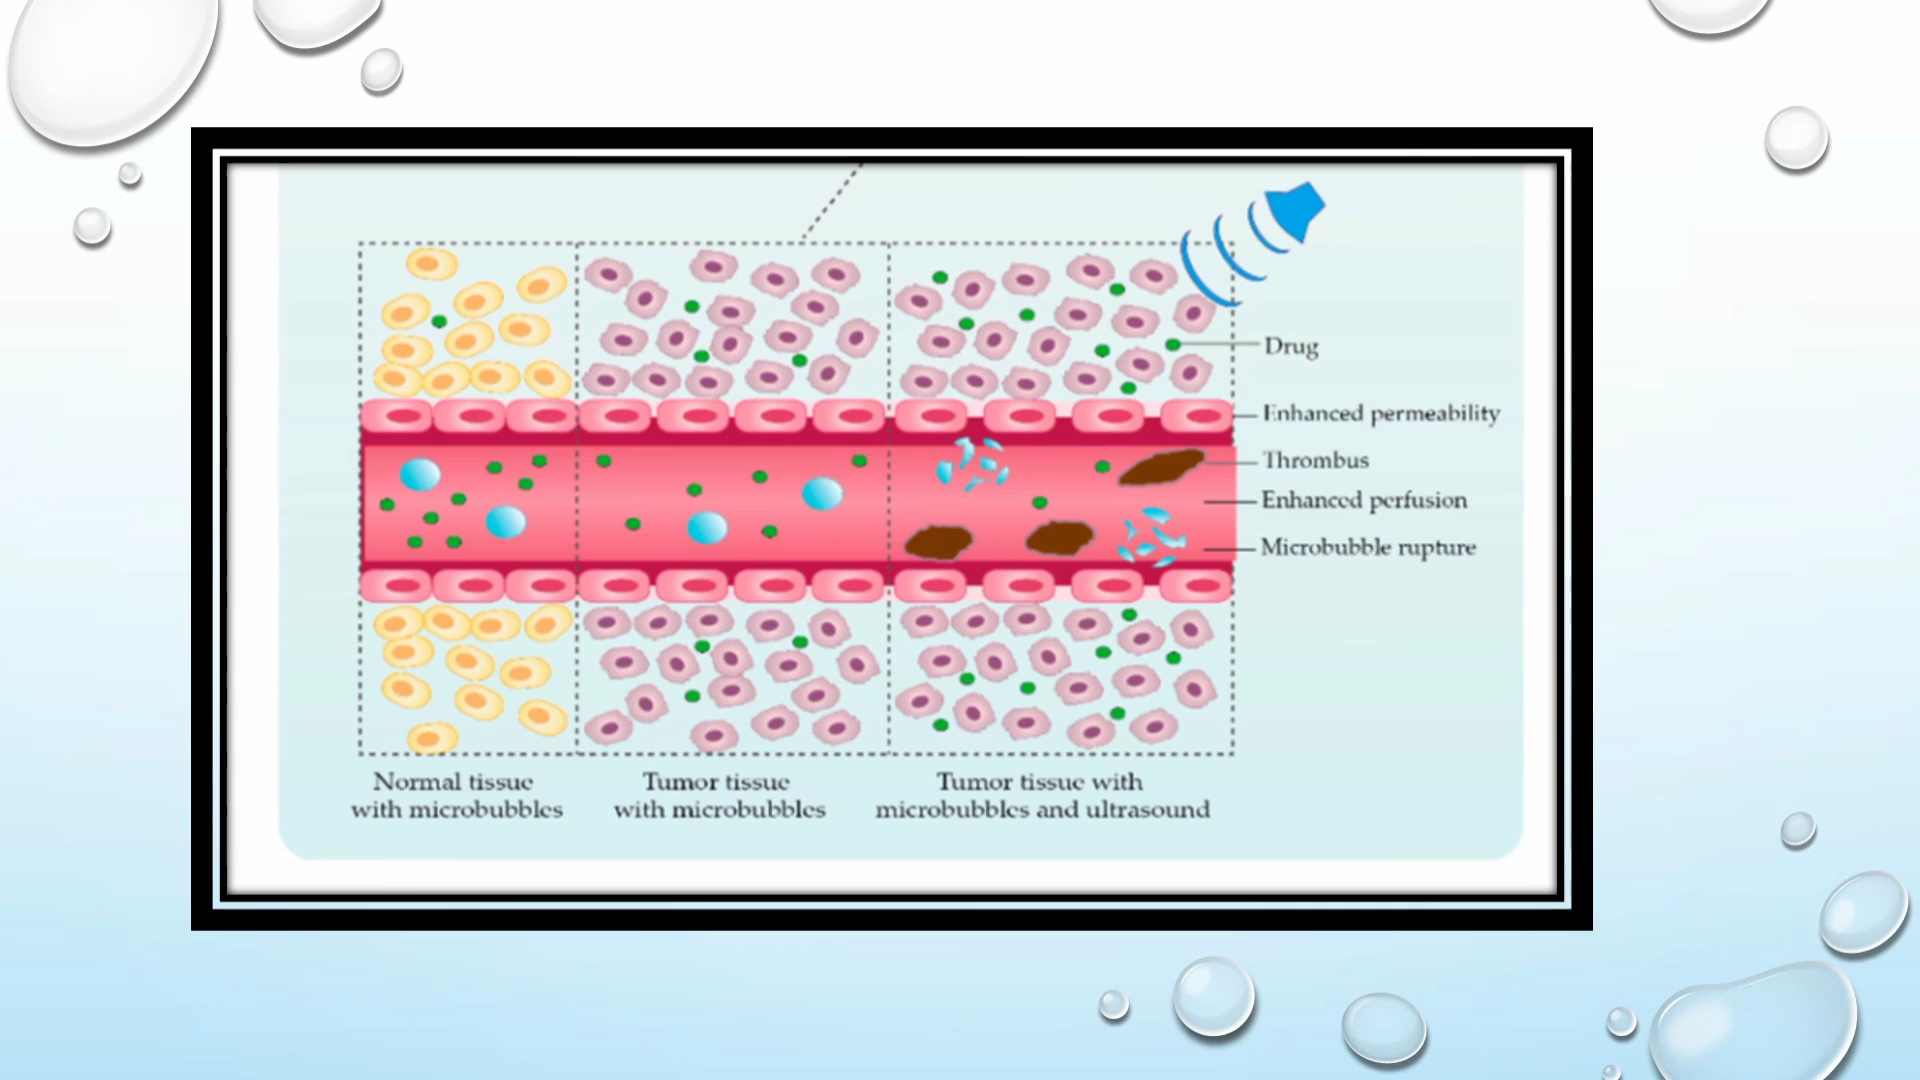 Drug
Enhanced permeability
Thrombus
Enhanced perfusion
Microbubble rupture
Normal tissue
with microbubbles
Tumor tissue
with microbubbles
Tumor tissue with
microbubbles and ultrasound